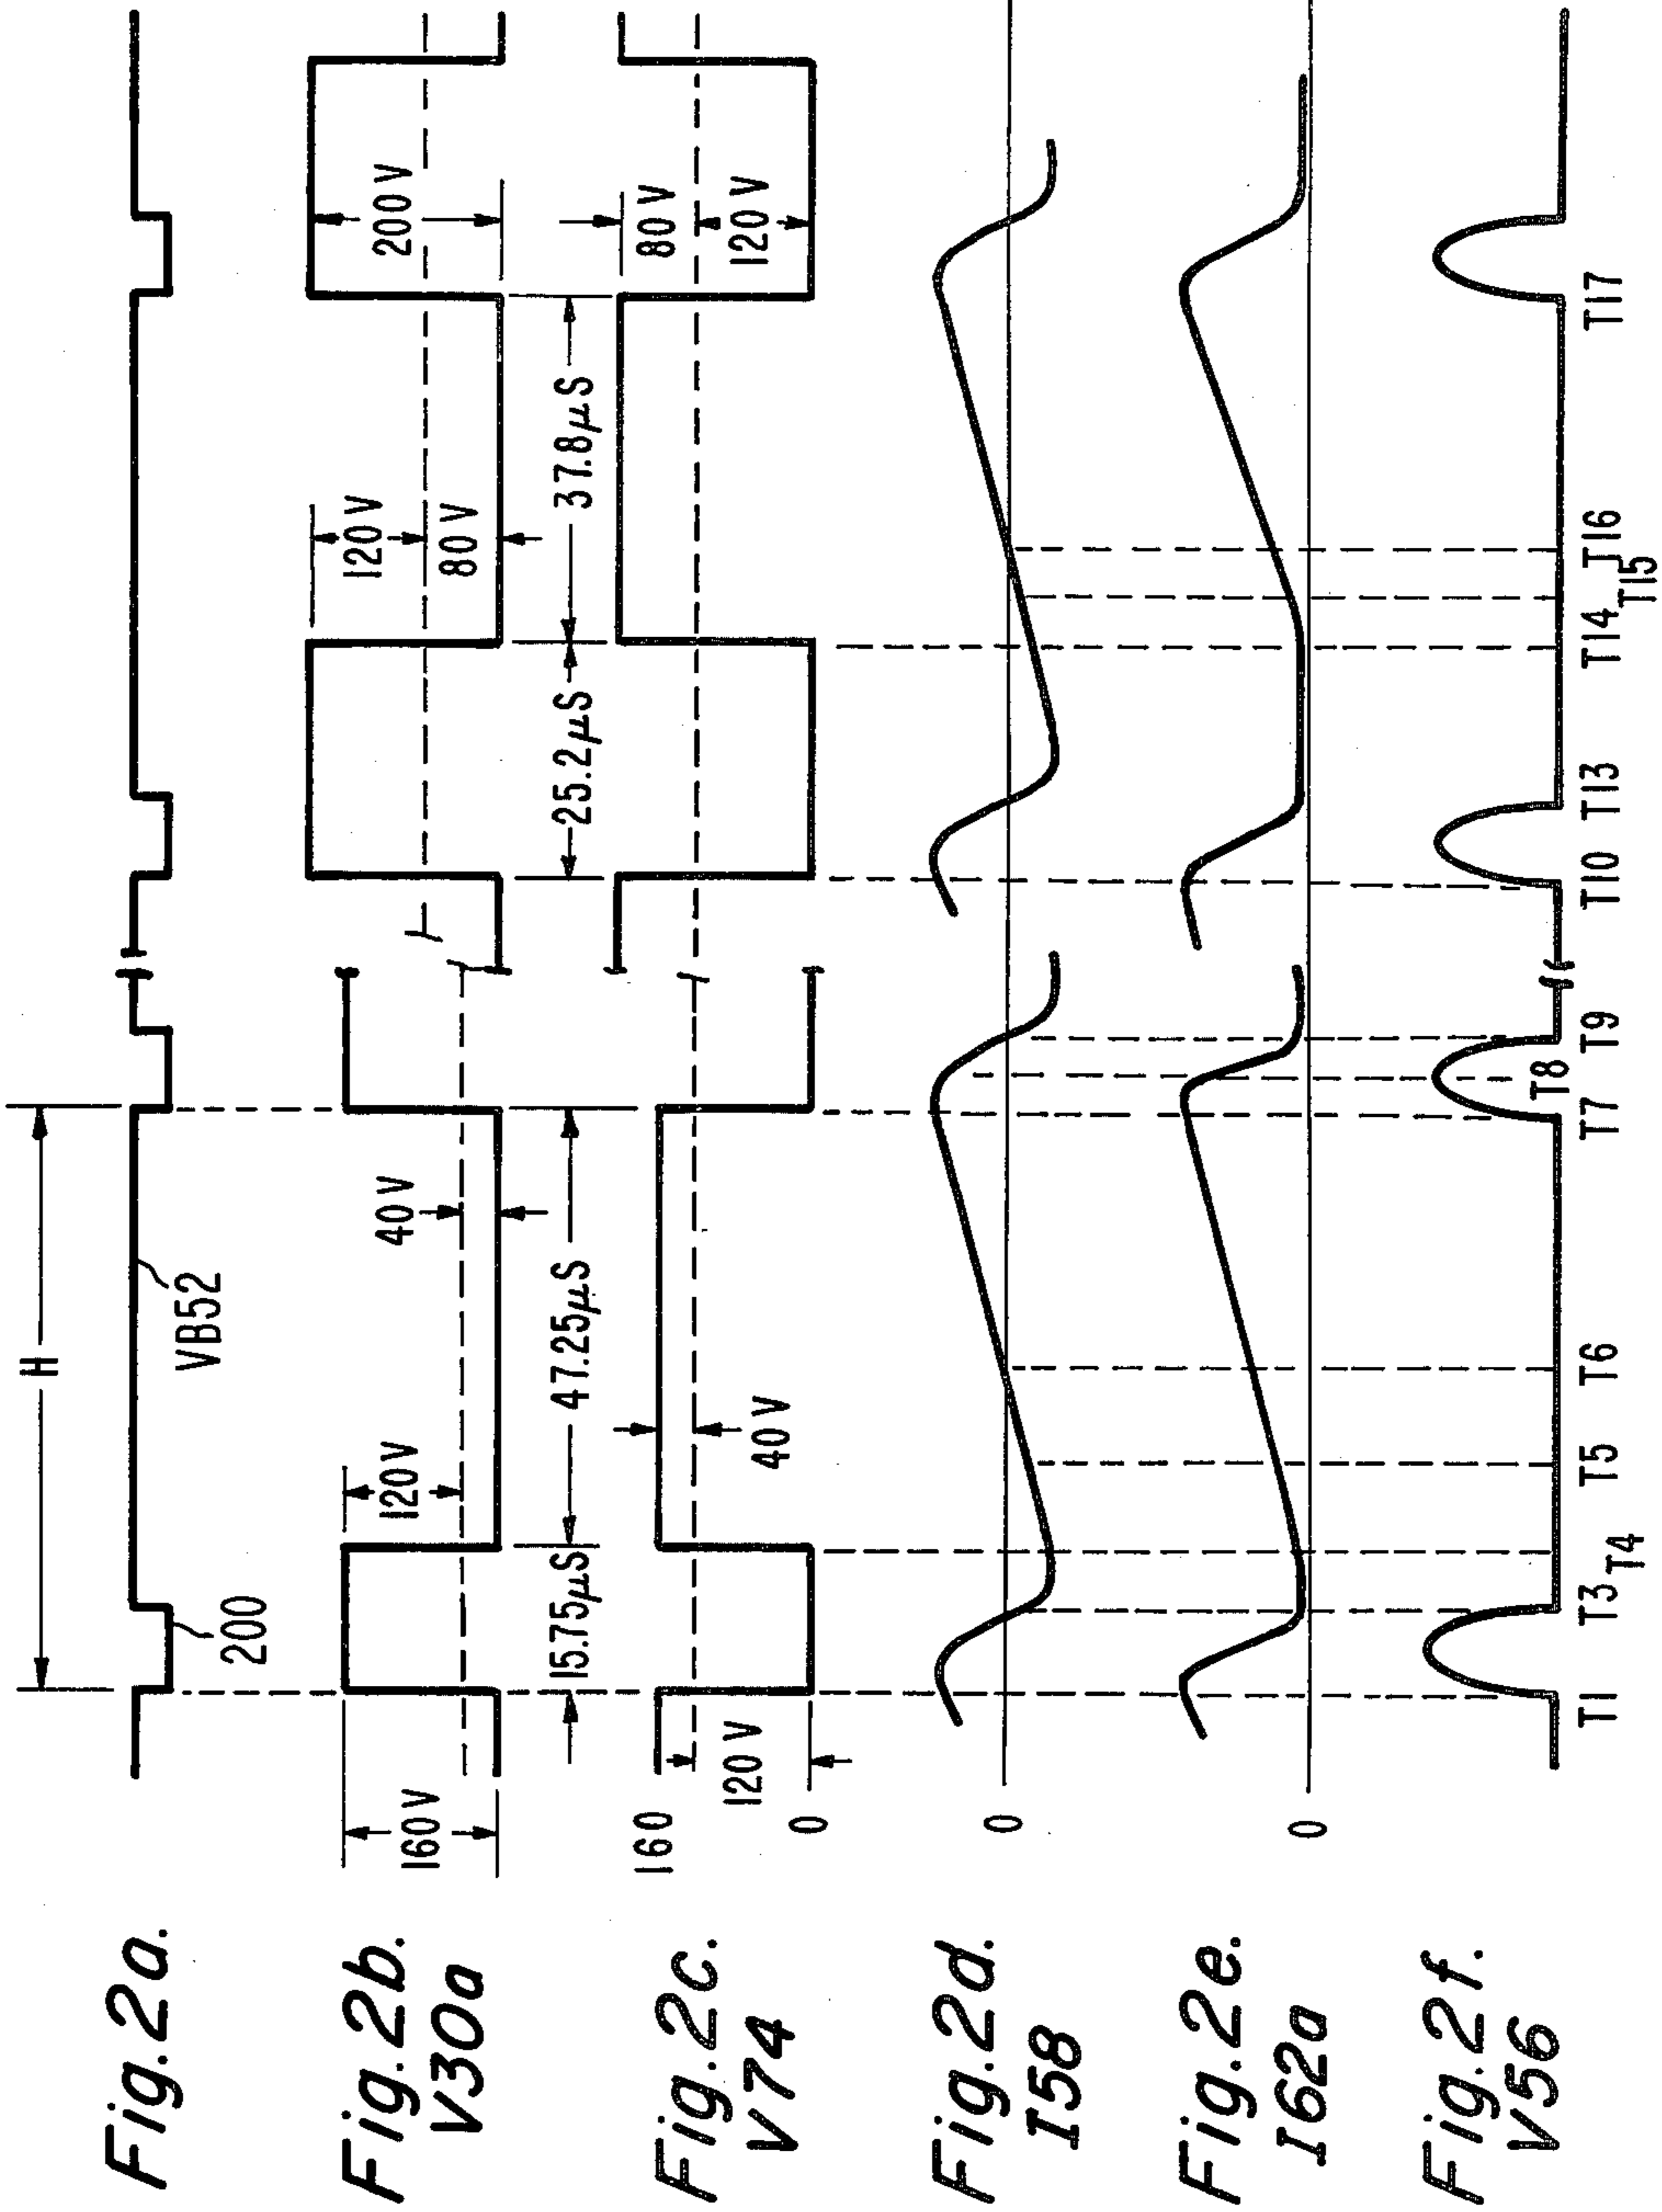 H
Fig.2a.
200
VB52
Fig.2b.
V30a
160V
120V
40V
120V
80V
200V
15.75µS
47.25µS
25.2µS
37.8µS
Fig.2c.
V74
160
0
120V
40V
80V
120V
Fig.2d.
I58
0
Fig.2e.
I62a
0
Fig.2f.
V56
T1
T3
T4
T5
T6
T7
T8
T9
T10
T13
T14
T15
T16
T17